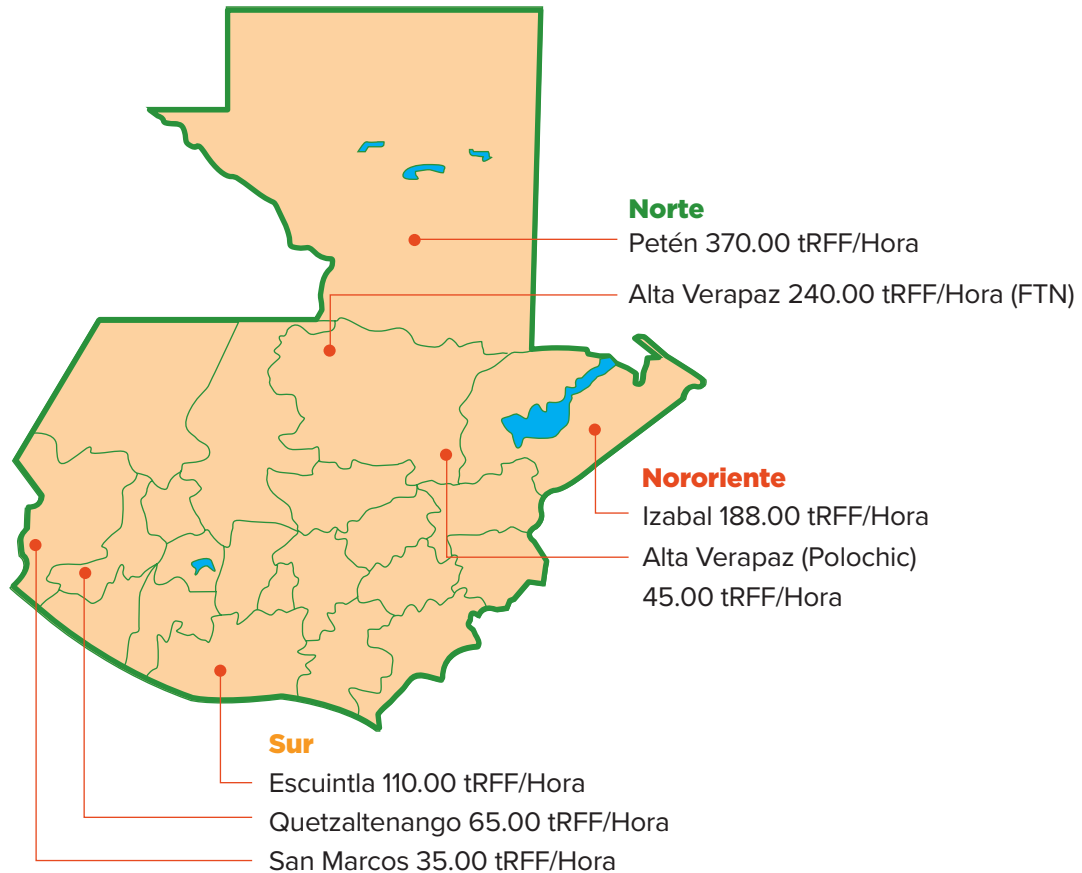 Norte
Petén 370.00 tRFF/Hora
Alta Verapaz 240.00 tRFF/Hora (FTN)
Nororiente
Izabal 188.00 tRFF/Hora
Alta Verapaz (Polochic)
45.00 tRFF/Hora
Sur
Escuintla 110.00 tRFF/Hora
Quetzaltenango 65.00 tRFF/Hora
San Marcos 35.00 tRFF/Hora